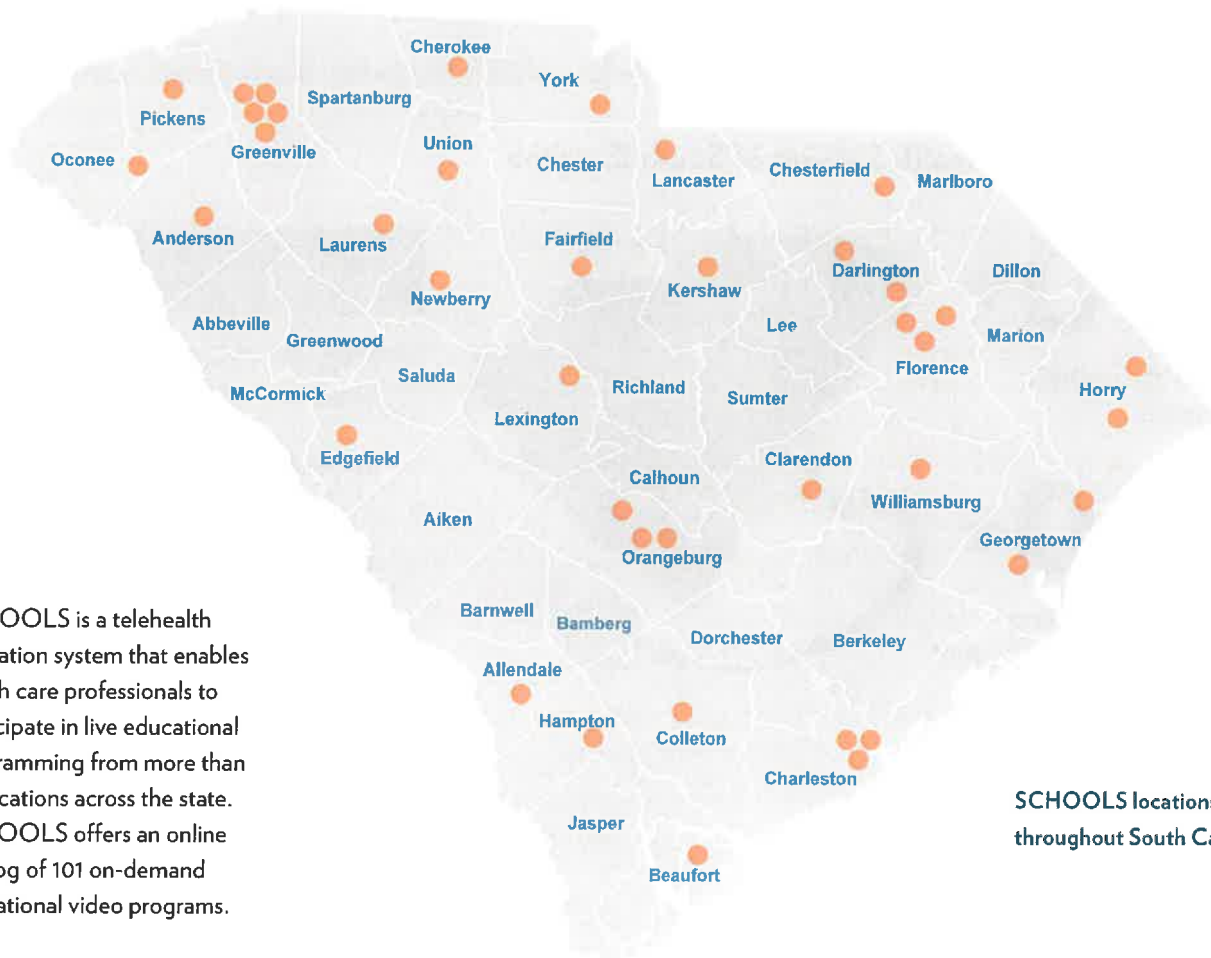 Cherokee
York
Spartanburg
Pickens
Greenville
Union
Oconee
Chester
Lancaster
Chesterfield
Marlboro
Anderson
Laurens
Fairfield
Darlington
Dillon
Newberry
Kershaw
Abbeville
Greenwood
Lee
Marion
Florence
Saluda
McCormick
Richland
Sumter
Horry
Lexington
Edgefield
Clarendon
Calhoun
Williamsburg
Aiken
Georgetown
Orangeburg
Barnwell
Bamberg
Dorchester
Berkeley
Allendale
Hampton
Colleton
Charleston
Jasper
Beaufort
OOLS is a telehealth
ation system that enables
h care professionals to
cipate in live educational
ramming from more than
cations across the state.
OOLS offers an online
og of 101 on-demand
ational video programs.
SCHOOLS locations
throughout South Ca